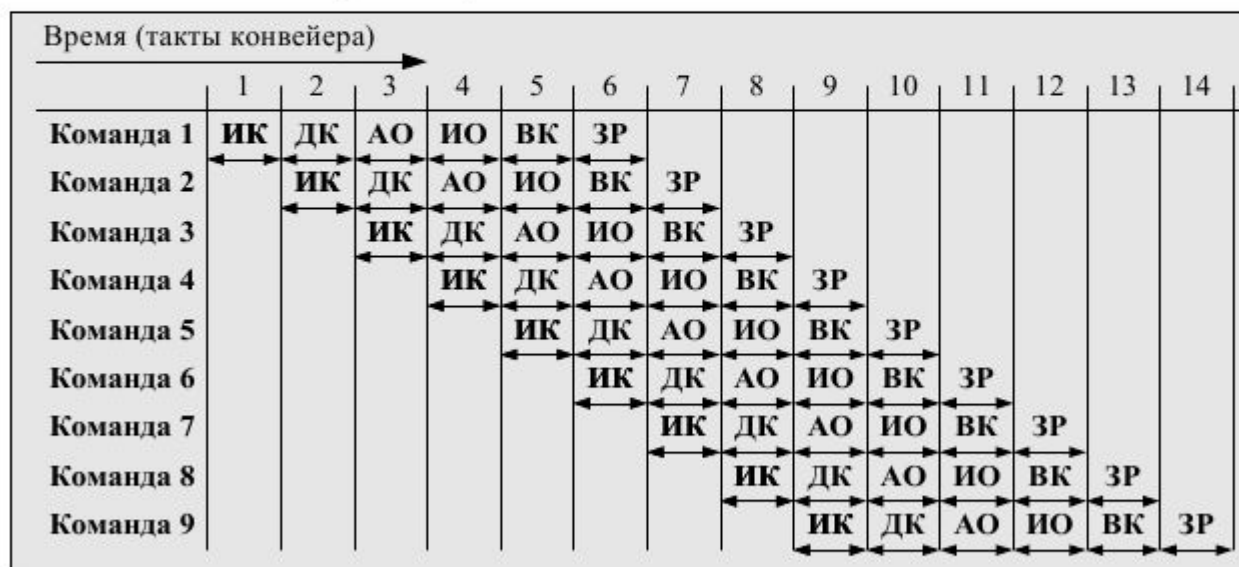 Время (такты конвейера)
1 2 3 4 5 6 7 8 9 10 11 12 13 14
Команда 1 ИК ДК АО ИО ВК ЗР
Команда 2 ИК ДК АО ИО ВК ЗР
Команда 3 ИК ДК АО ИО ВК ЗР
Команда 4 ИК ДК АО ИО ВК ЗР
Команда 5 ИК ДК АО ИО ВК ЗР
Команда 6 ИК ДК АО ИО ВК ЗР
Команда 7 ИК ДК АО ИО ВК ЗР
Команда 8 ИК ДК АО ИО ВК ЗР
Команда 9 ИК ДК АО ИО ВК ЗР